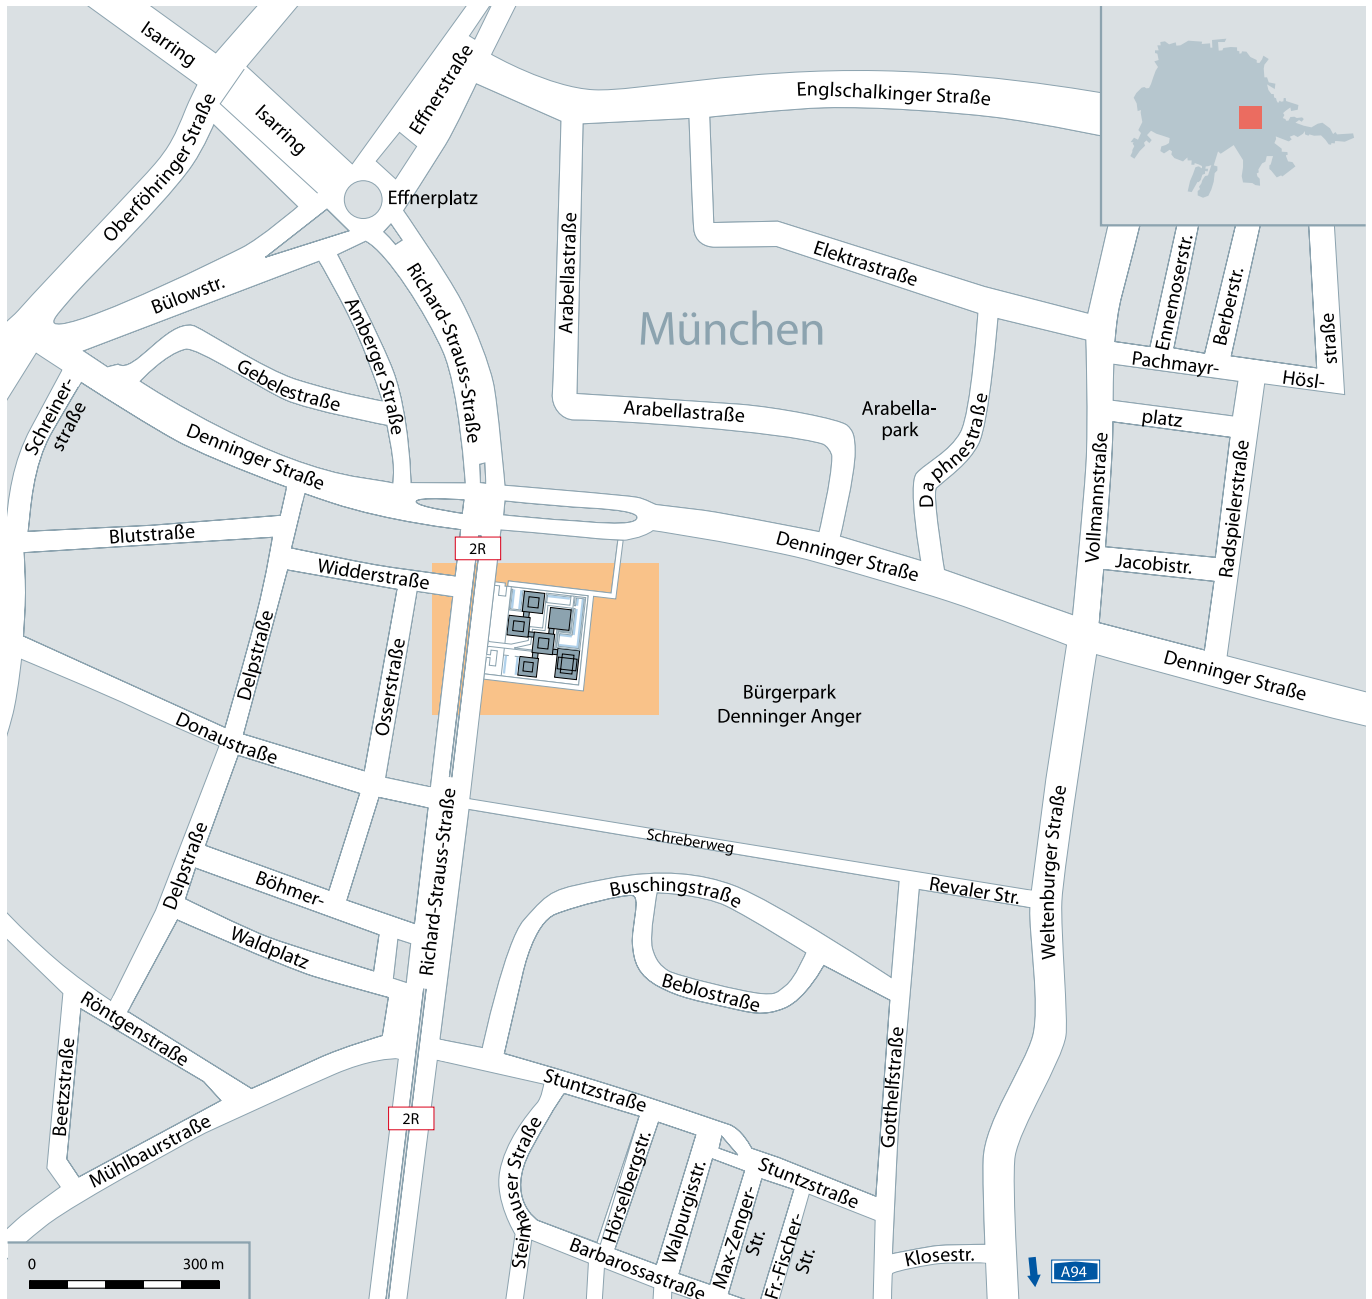 Isarring
Isarring
Effnerstraße
Englschalkinger Straße
Oberföhringer Straße
Effnerplatz
Arabellastraße
Elektrastraße
Ennemoserstr.
Berberstr.
Bülowstr.
Richard-Strauss-Straße
Amberger Straße
München
straße
Pachmayr-
Hösl-
Gebelestraße
Schreiner-
straße
Arabellastraße
Arabella-
park
Daphnestraße
platz
Denninger Straße
Vollmannstraße
Radspielerstraße
Blutstraße
2R
Denninger Straße
Jacobistr.
Widderstraße
Delpstraße
Osserstraße
Denninger Straße
Bürgerpark
Denninger Anger
Donaustraße
Richard-Strauss-Straße
Schreberweg
Weltenburger Straße
Delpstraße
Böhmer-
Buschingstraße
Revaler Str.
Waldplatz
Beblostraße
Röntgenstraße
Beetzstraße
Gotthelfstraße
Stuntzstraße
2R
Mühlbaurstraße
Steinhauser Straße
Hörselbergstr.
Walpurgisstr.
Max-Zenger-
Str.
Fr.-Fischer-
Str.
Stuntzstraße
Barbarossastraße
Klosestr.
A94
0 300 m